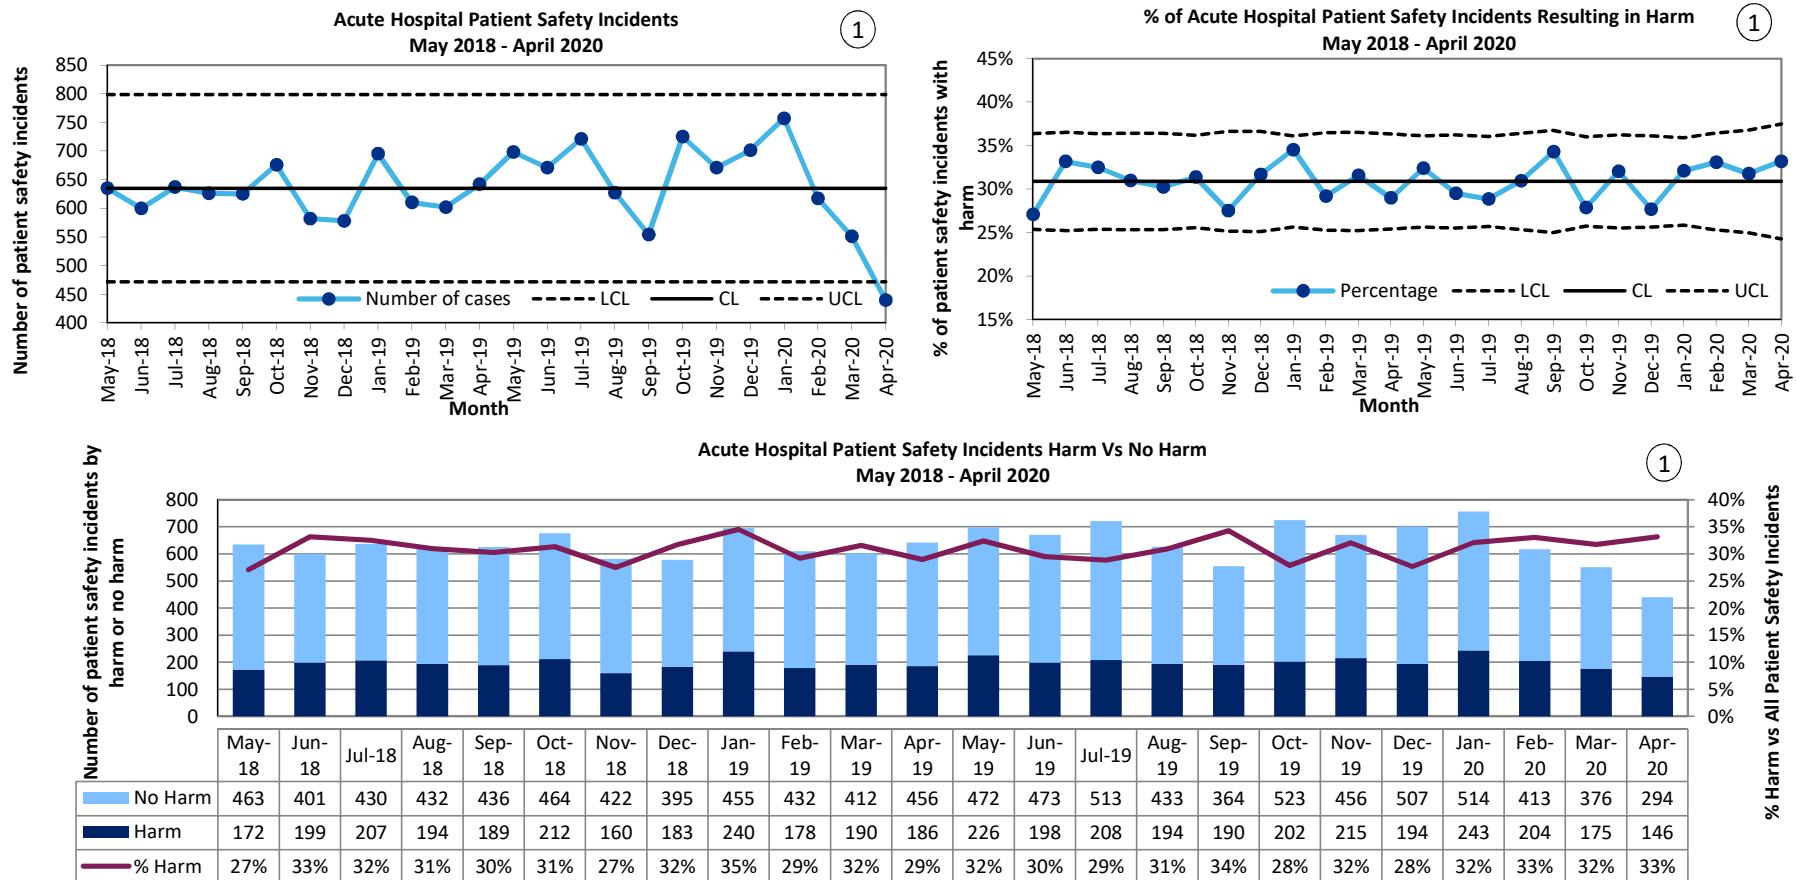 Acute Hospital Patient Safety Incidents
May 2018 - April 2020
1
Number of patient safety incidents
850
800
750
700
650
600
550
500
450
400
Number of cases LCL CL UCL
May-18 Jun-18 Jul-18 Aug-18 Sep-18 Oct-18 Nov-18 Dec-18 Jan-19 Feb-19 Mar-19 Apr-19 May-19 Jun-19 Jul-19 Aug-19 Sep-19 Oct-19 Nov-19 Dec-19 Jan-20 Feb-20 Mar-20 Apr-20
Month
% of Acute Hospital Patient Safety Incidents Resulting in Harm
May 2018 - April 2020
1
% of patient safety incidents with
harm
45%
40%
35%
30%
25%
20%
15%
Percentage LCL CL UCL
May-18 Jun-18 Jul-18 Aug-18 Sep-18 Oct-18 Nov-18 Dec-18 Jan-19 Feb-19 Mar-19 Apr-19 May-19 Jun-19 Jul-19 Aug-19 Sep-19 Oct-19 Nov-19 Dec-19 Jan-20 Feb-20 Mar-20 Apr-20
Month
Acute Hospital Patient Safety Incidents Harm Vs No Harm
May 2018 - April 2020
1
Number of patient safety incidents by
harm or no harm
800
700
600
500
400
300
200
100
0
40%
35%
30%
25%
20%
15%
10%
5%
0%
% Harm vs All Patient Safety Incidents
May- Jun- Jul-18 Aug- Sep- Oct- Nov- Dec- Jan- Feb- Mar- Apr- May- Jun- Jul-19 Aug- Sep- Oct- Nov- Dec- Jan- Feb- Mar- Apr-
18 18 18 18 18 18 18 19 19 19 19 19 19 19 19 19 19 19 20 20 20 20
No Harm 463 401 430 432 436 464 422 395 455 432 412 456 472 473 513 433 364 523 456 507 514 413 376 294
Harm 172 199 207 194 189 212 160 183 240 178 190 186 226 198 208 194 190 202 215 194 243 204 175 146
% Harm 27% 33% 32% 31% 30% 31% 27% 32% 35% 29% 32% 29% 32% 30% 29% 31% 34% 28% 32% 28% 32% 33% 32% 33%